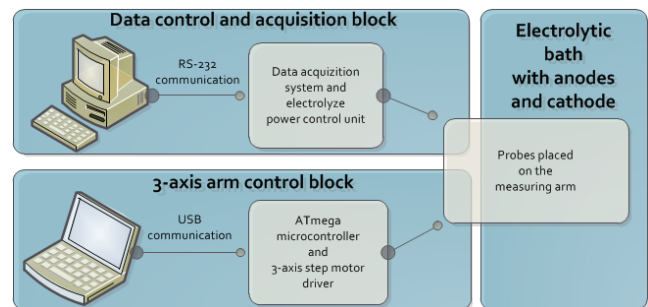 Data control and acquisition block
RS-232
communication
Data acquizition
system and
electrolyze
power control unit
Electrolytic
bath
with anodes
and cathode
Probes placed
on the
measuring arm
3-axis arm control block
USB
communication
ATmega
microcontroller
and
3-axis step motor
driver